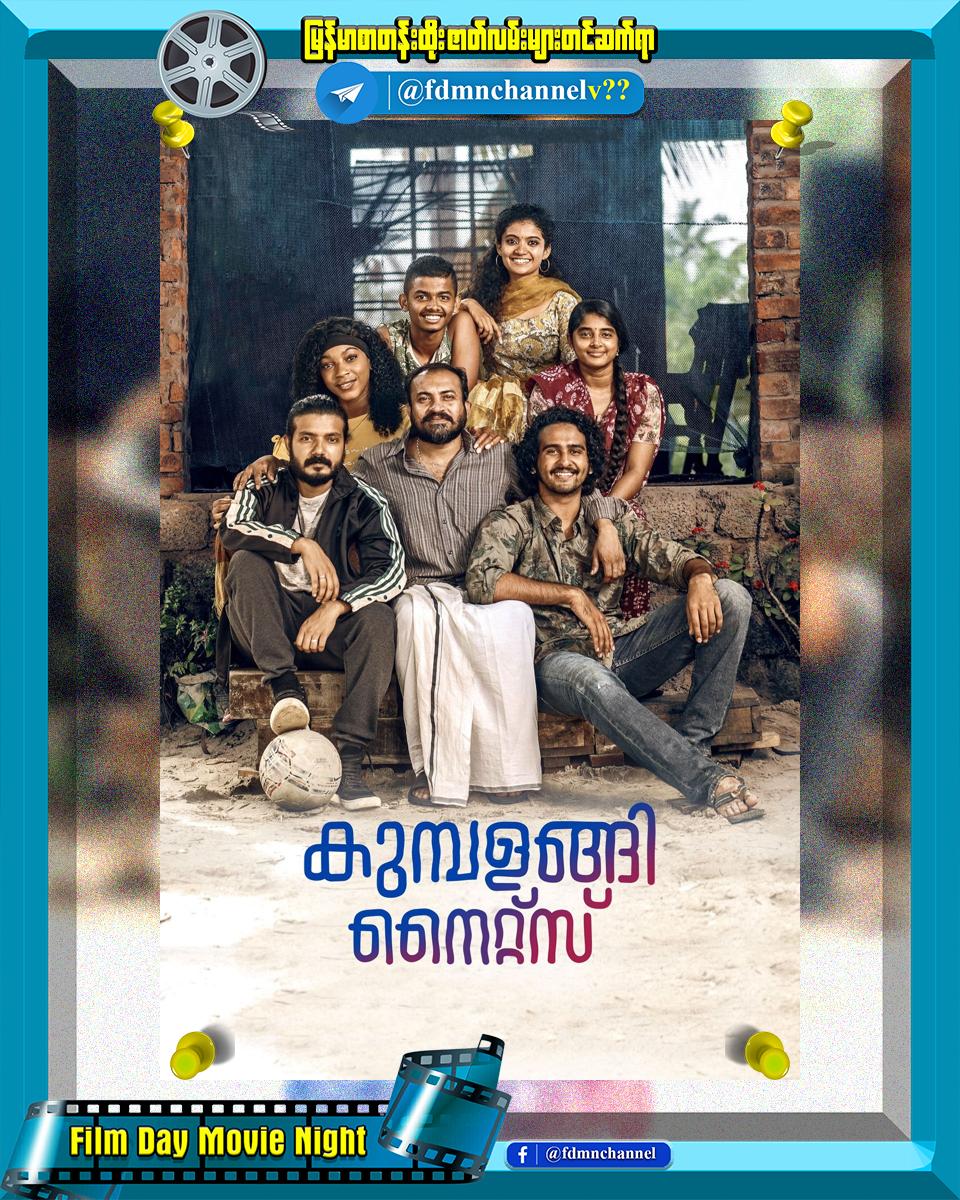 မြန်မာစာတန်းထိုးဇာတ်လမ်းများတင်ဆက်ရာ
@fdmnchannelv??
കുമ്പളങ്ങി
നൈറ്റ്സ്
Film Day Movie Night
f @fdmnchannel